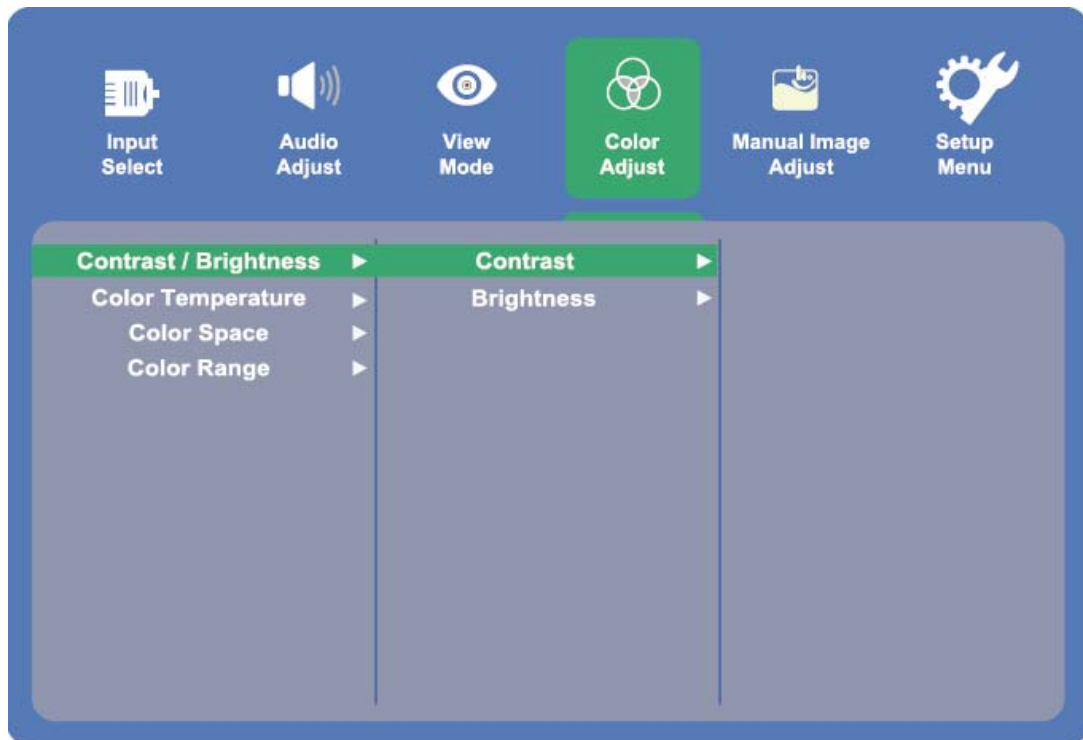 Input
Select
Audio
Adjust
View
Mode
Color
Adjust
Manual Image
Adjust
Setup
Menu
Contrast / Brightness
Color Temperature
Color Space
Color Range
Contrast
Brightness